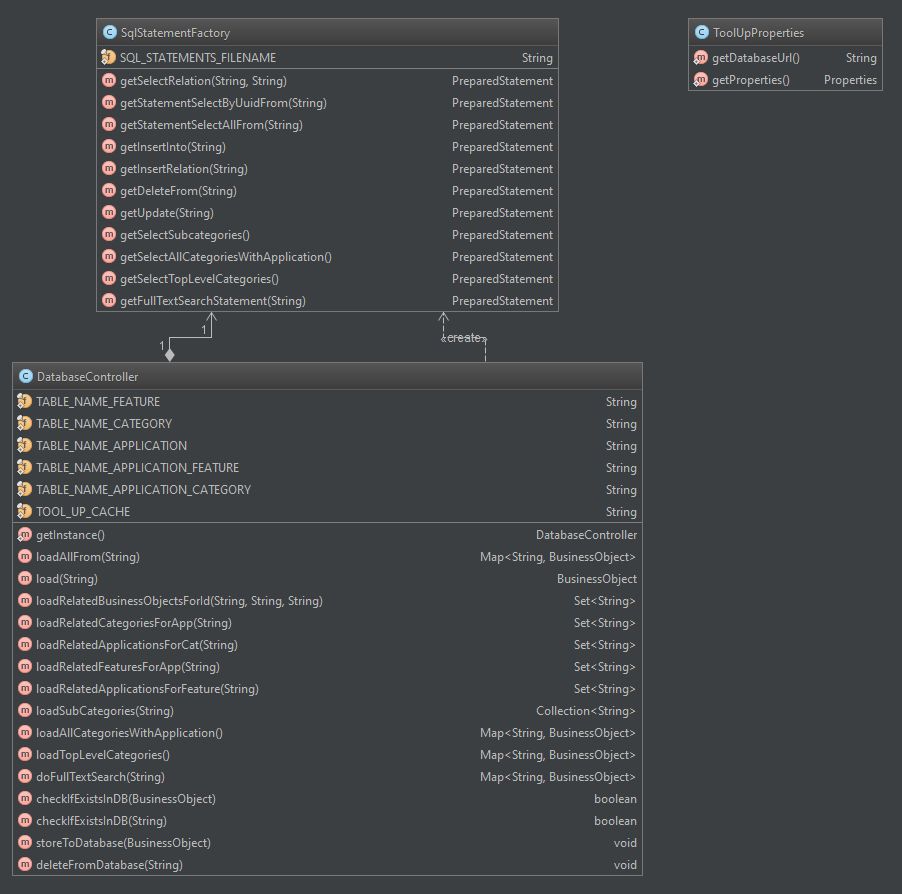 SqlStatementFactory
SQL_STATEMENTS_FILENAME String
getSelectRelation(String, String) PreparedStatement
getStatementSelectByUuidFrom(String) PreparedStatement
getStatementSelectAllFrom(String) PreparedStatement
getInsertInto(String) PreparedStatement
getInsertRelation(String) PreparedStatement
getDeleteFrom(String) PreparedStatement
getUpdate(String) PreparedStatement
getSelectSubcategories() PreparedStatement
getSelectAllCategoriesWithApplication() PreparedStatement
getSelectTopLevelCategories() PreparedStatement
getFullTextSearchStatement(String) PreparedStatement
ToolUpProperties
getDatabaseUrl() String
getProperties() Properties
1
1
«create»
DatabaseController
TABLE_NAME_FEATURE String
TABLE_NAME_CATEGORY String
TABLE_NAME_APPLICATION String
TABLE_NAME_APPLICATION_FEATURE String
TABLE_NAME_APPLICATION_CATEGORY String
TOOL_UP_CACHE String
getInstance() DatabaseController
loadAllFrom(String) Map<String, BusinessObject>
load(String) BusinessObject
loadRelatedBusinessObjectsForId(String, String, String) Set<String>
loadRelatedCategoriesForApp(String) Set<String>
loadRelatedApplicationsForCat(String) Set<String>
loadRelatedFeaturesForApp(String) Set<String>
loadRelatedApplicationsForFeature(String) Set<String>
loadSubCategories(String) Collection<String>
loadAllCategoriesWithApplication() Map<String, BusinessObject>
loadTopLevelCategories() Map<String, BusinessObject>
doFullTextSearch(String) Map<String, BusinessObject>
checkIfExistsInDB(BusinessObject) boolean
checkIfExistsInDB(String) boolean
storeToDatabase(BusinessObject) void
deleteFromDatabase(String) void